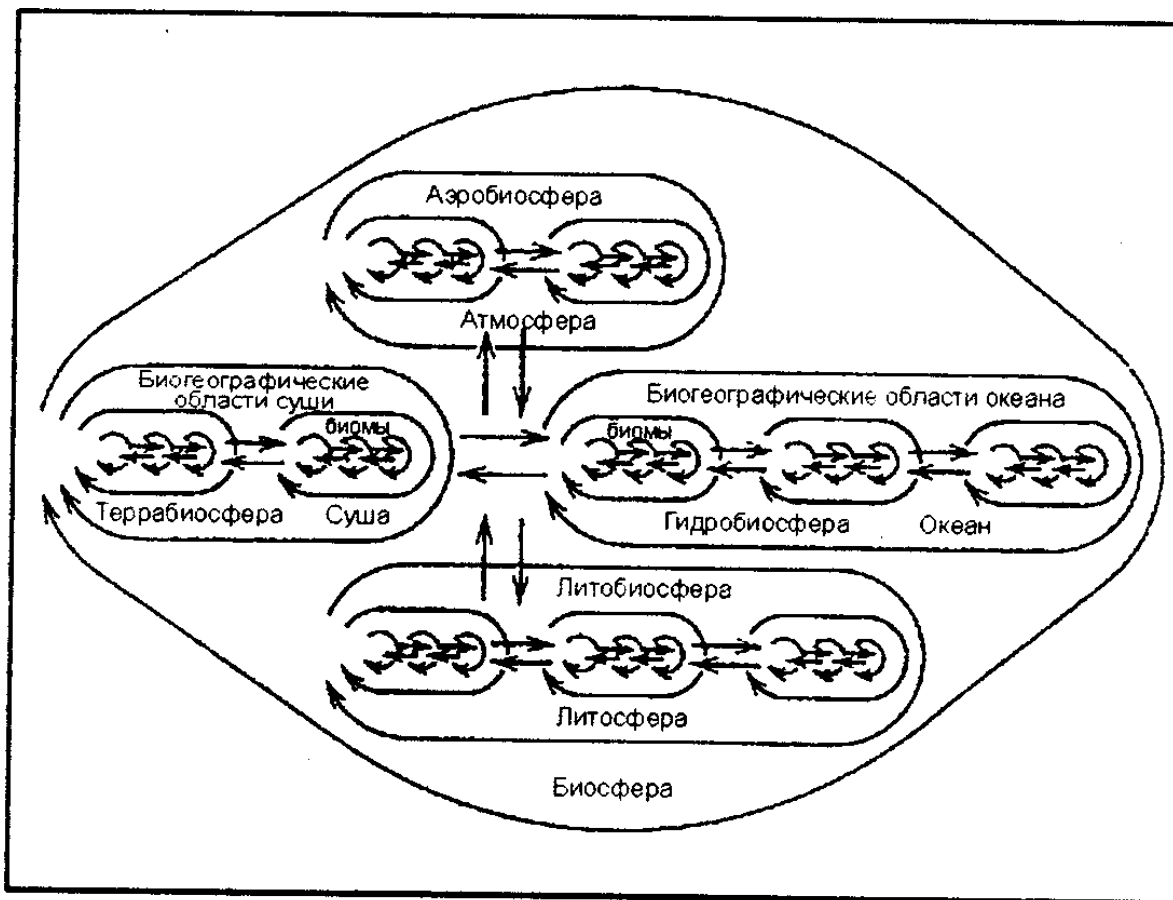 Аэробиосфера
Атмосфера
Биогеографические
области суши
биомы
Террабиосфера
Суша
Биогеографические области океана
биомы
Гидробиосфера
Океан
Литобиосфера
Литосфера
Биосфера